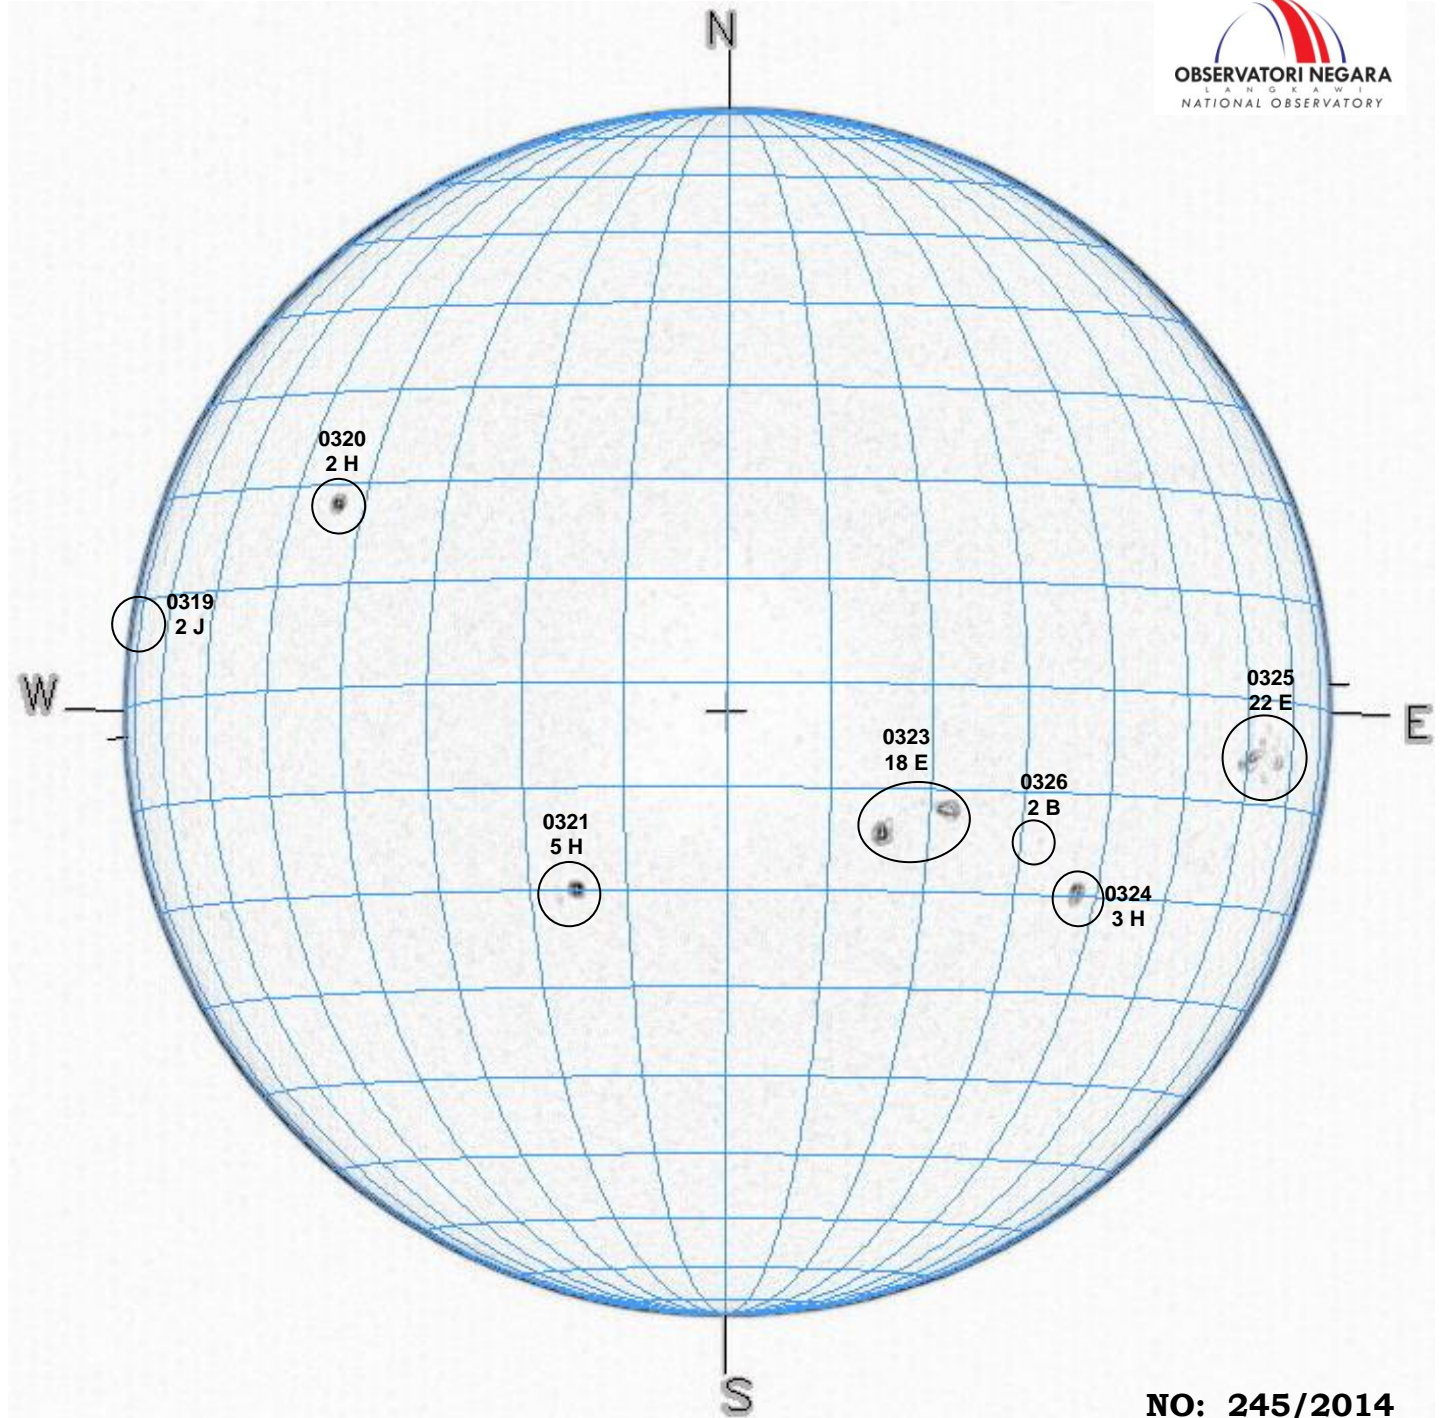 N
OBSERVATORI NEGARA
LANGKAWI
NATIONAL OBSERVATORY
0320
2 H
0319
2 J
W
0325
22 E
E
0323
18 E
0326
2 B
0321
5 H
0324
3 H
S
NO: 245/2014